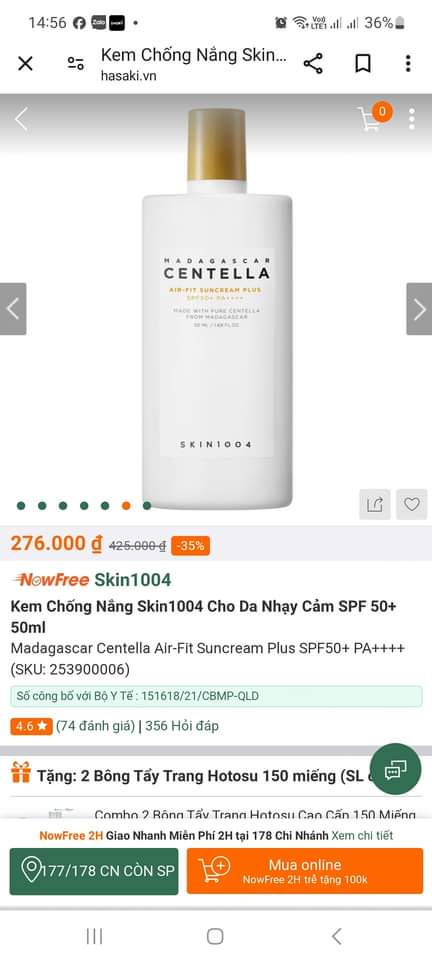 14:56
36%
Kem Chống Nắng Skin...
hasaki.vn
0
MADAGASCAR
CENTELLA
AIR-FIT SUNCREAM PLUS
SPF50+ PA++++
MADE WITH PURE CENTELLA
FROM MADAGASCAR
50 ML / 1.69 FL.OZ.
SKIN1004
276.000 ₫ 425.000 ₫ -35%
NowFree Skin1004
Kem Chống Nắng Skin1004 Cho Da Nhạy Cảm SPF 50+
50ml
Madagascar Centella Air-Fit Suncream Plus SPF50+ PA++++
(SKU: 253900006)
Số công bố với Bộ Y Tế : 151618/21/CBMP-QLD
4.6 ★ (74 đánh giá) | 356 Hỏi đáp
Tặng: 2 Bông Tẩy Trang Hotosu 150 miếng (SL
Combo 2 Bông Tẩy Trang Hotosu Cao Cấp 150 Miếng
NowFree 2H Giao Nhanh Miễn Phí 2H tại 178 Chi Nhánh Xem chi tiết
177/178 CN CÒN SP
Mua online
NowFree 2H trễ tặng 100k